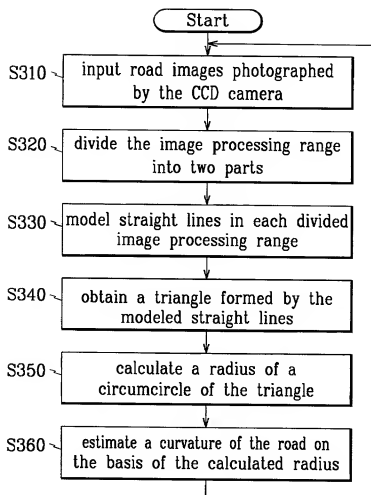 Start
S310
input road images photographed
by the CCD camera
S320
divide the image processing range
into two parts
S330
model straight lines in each divided
image processing range
S340
obtain a triangle formed by the
modeled straight lines
S350
calculate a radius of a
circumcircle of the triangle
S360
estimate a curvature of the road on
the basis of the calculated radius